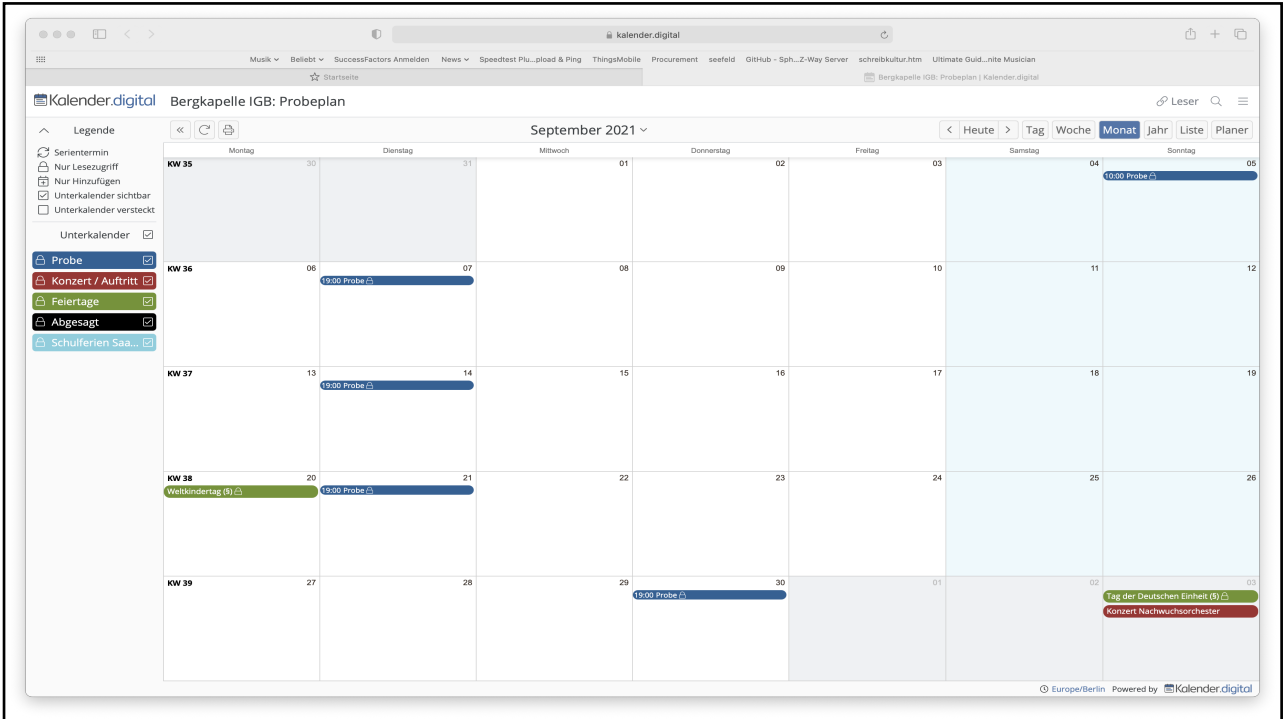 kalender.digital
Musik Beliebt SuccessFactors Anmelden News Speedtest Plu...pload & Ping ThingsMobile Procurement seefeld GitHub - Sph...Z-Way Server schreibkultur.htm Ultimate Guid...nite Musician
Startseite Bergkapelle IGB: Probeplan | Kalender.digital
Kalender.digital Bergkapelle IGB: Probeplan Leser
Legende September 2021 Heute Tag Woche Monat Jahr Liste Planer
Serientermin
Nur Lesezugriff
Nur Hinzufügen
Unterkalender sichtbar
Unterkalender versteckt
Unterkalender
Probe
Konzert / Auftritt
Feiertage
Abgesagt
Schulferien Saa...
Montag Dienstag Mittwoch Donnerstag Freitag Samstag Sonntag
KW 35 30 31 01 02 03 04 05
10:00 Probe
KW 36 06 07 08 09 10 11 12
19:00 Probe
KW 37 13 14 15 16 17 18 19
19:00 Probe
KW 38 20 21 22 23 24 25 26
Weltkindertag (§) 19:00 Probe
KW 39 27 28 29 30 01 02 03
19:00 Probe Tag der Deutschen Einheit (§)
Konzert Nachwuchsorchester
Europe/Berlin Powered by Kalender.digital